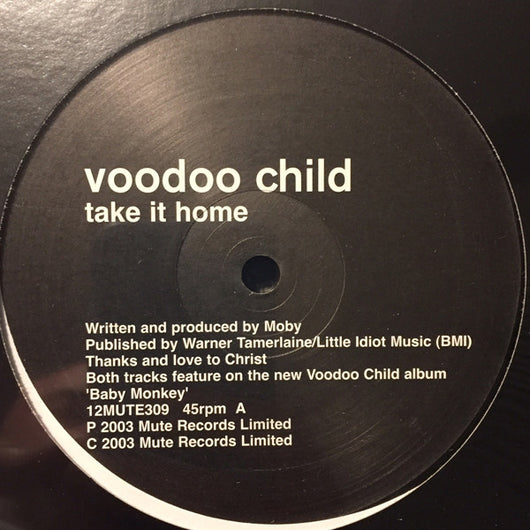 voodoo child
take it home
Written and produced by Moby
Published by Warner Tamerlaine/Little Idiot Music (BMI)
Thanks and love to Christ
Both tracks feature on the new Voodoo Child album
'Baby Monkey'
12MUTE309 45rpm A
P 2003 Mute Records Limited
C 2003 Mute Records Limited